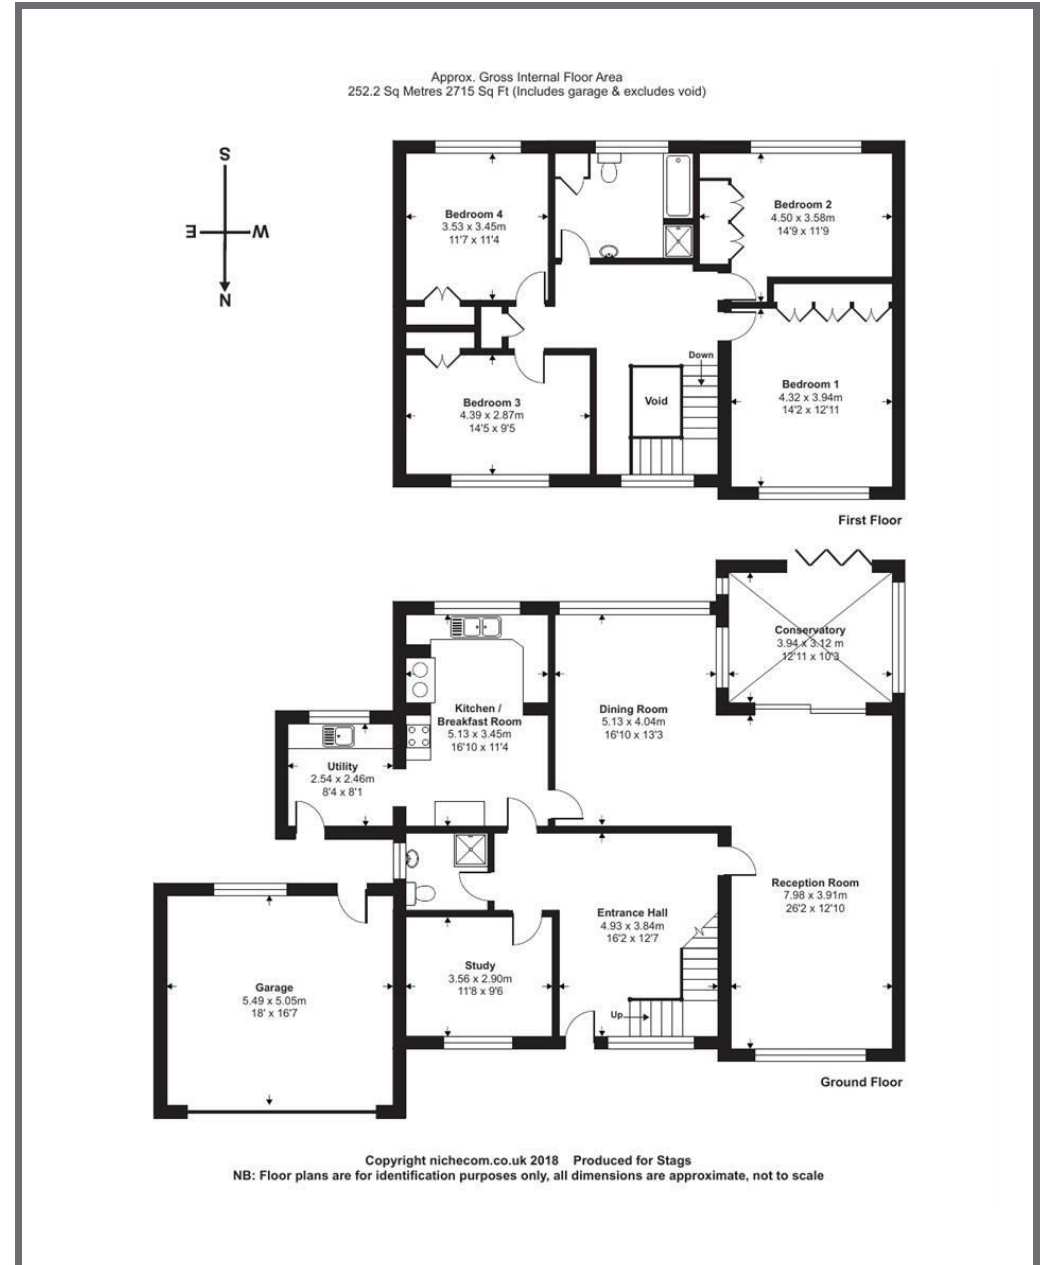 Approx. Gross Internal Floor Area
252.2 Sq Metres 2715 Sq Ft (Includes garage & excludes void)
S
E
W
N
Bedroom 4
3.53 x 3.45m
11'7 x 11'4
Bedroom 2
4.50 x 3.58m
14'9 x 11'9
Down
Void
Bedroom 1
4.32 x 3.94m
14'2 x 12'11
Bedroom 3
4.39 x 2.87m
14'5 x 9'5
First Floor
Conservatory
3.94 x 3.12 m
12'11 x 10'3
Kitchen /
Breakfast Room
5.13 x 3.45m
16'10 x 11'4
Dining Room
5.13 x 4.04m
16'10 x 13'3
Utility
2.54 x 2.46m
8'4 x 8'1
Reception Room
7.98 x 3.91m
26'2 x 12'10
Entrance Hall
4.93 x 3.84m
16'2 x 12'7
Study
3.56 x 2.90m
11'8 x 9'6
Garage
5.49 x 5.05m
18' x 16'7
Up
Ground Floor
Copyright nichecom.co.uk 2018 Produced for Stags
NB: Floor plans are for identification purposes only, all dimensions are approximate, not to scale